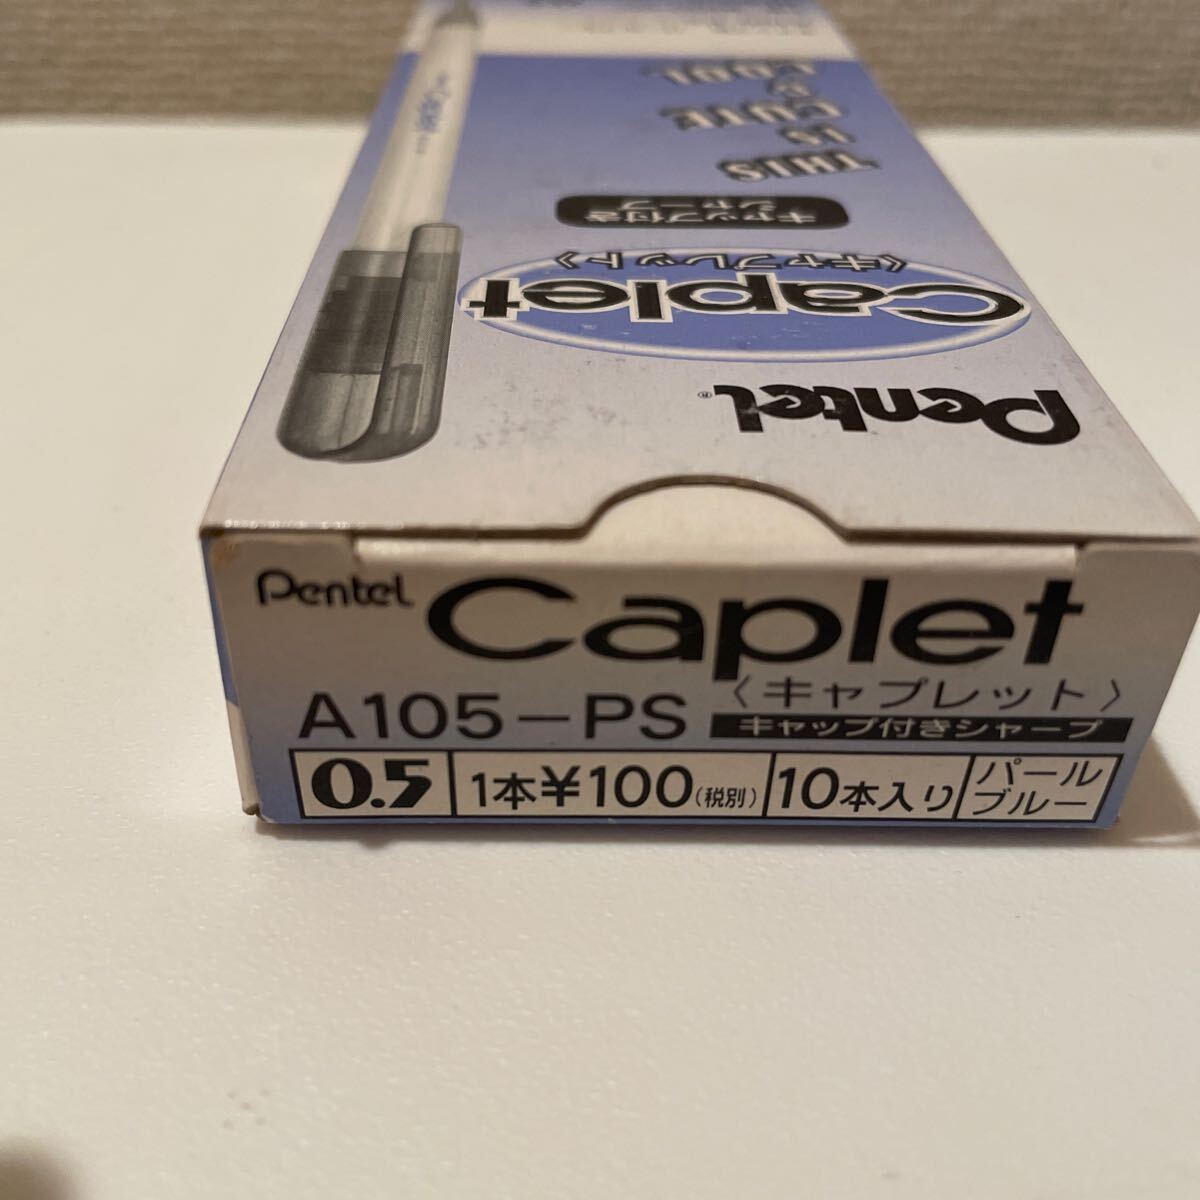 Pentel Caplet
〈キャプレット〉
A105-PS キャップ付きシャープ
0.5 1本¥100(税別) 10本入り パール
ブルー
Pentel®
Caplet
〈キャプレット〉
キャップ付き
シャープ
THIS
IS
CUTE
&
COOL
Caplet